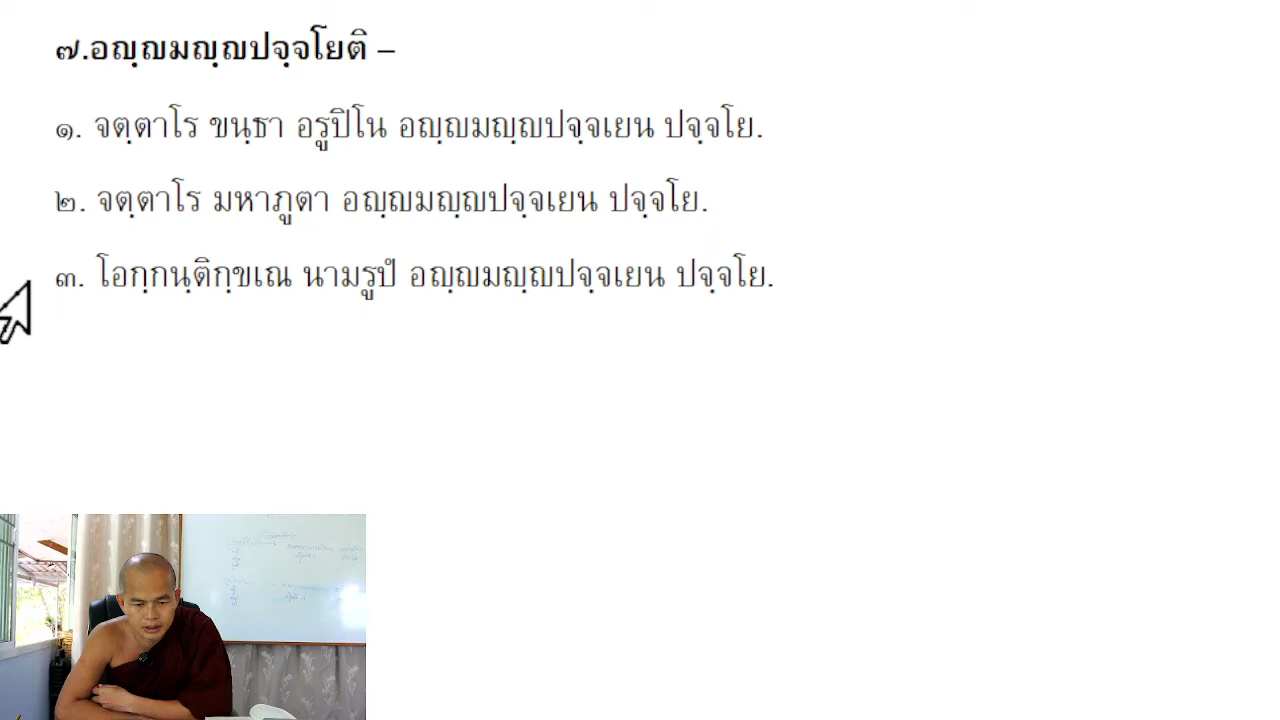 ๗.อญฺญมญฺญปจฺจโยติ –
๑. จตฺตาโร ขนฺธา อรูปิโน อญฺญมญฺญปจฺจเยน ปจฺจโย.
๒. จตฺตาโร มหาภูตา อญฺญมญฺญปจฺจเยน ปจฺจโย.
๓. โอกฺกนฺติกฺขเณ นามรูปํ อญฺญมญฺญปจฺจเยน ปจฺจโย.